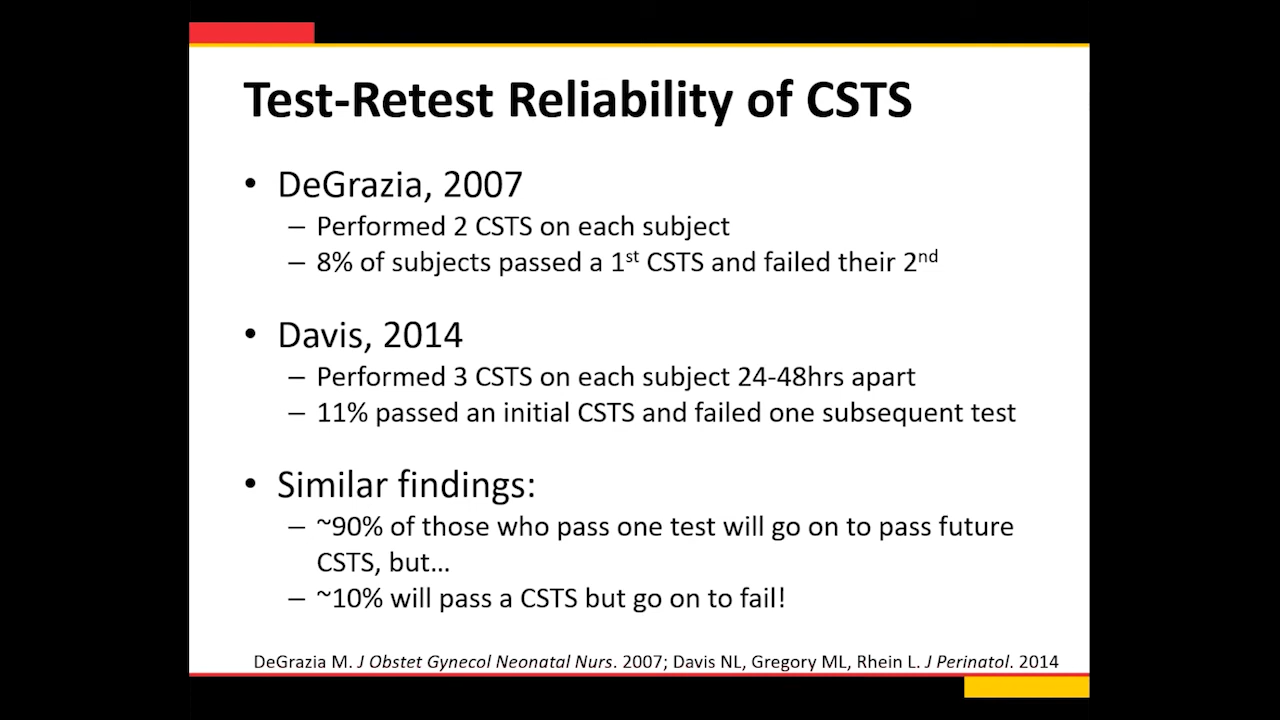 Test-Retest Reliability of CSTS
• DeGrazia, 2007
– Performed 2 CSTS on each subject
– 8% of subjects passed a 1st CSTS and failed their 2nd
• Davis, 2014
– Performed 3 CSTS on each subject 24-48hrs apart
– 11% passed an initial CSTS and failed one subsequent test
• Similar findings:
– ~90% of those who pass one test will go on to pass future
CSTS, but…
– ~10% will pass a CSTS but go on to fail!
DeGrazia M. J Obstet Gynecol Neonatal Nurs. 2007; Davis NL, Gregory ML, Rhein L. J Perinatol. 2014